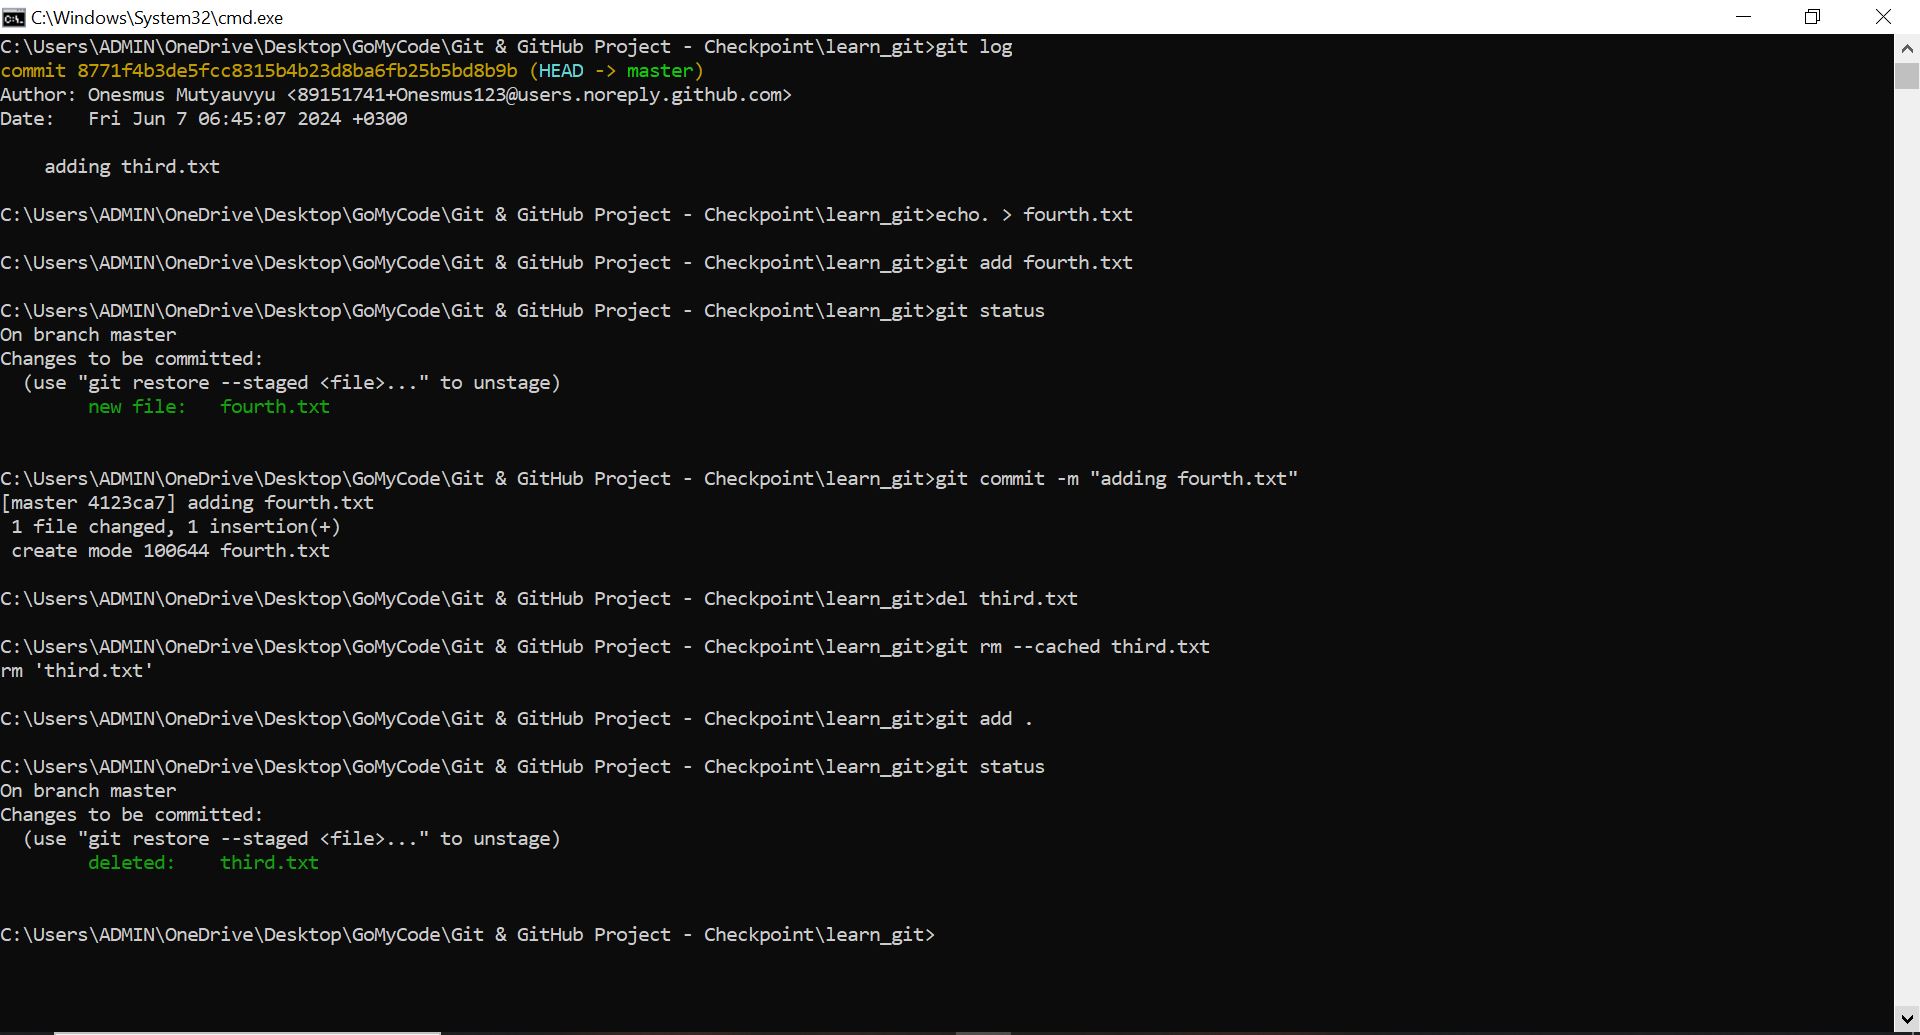 C:\Windows\System32\cmd.exe
C:\Users\ADMIN\OneDrive\Desktop\GoMyCode\Git & GitHub Project - Checkpoint\learn_git>git log
commit 8771f4b3de5fcc8315b4b23d8ba6fb25b5bd8b9b (HEAD -> master)
Author: Onesmus Mutyauvyu <89151741+Onesmus123@users.noreply.github.com>
Date:   Fri Jun 7 06:45:07 2024 +0300
    adding third.txt
C:\Users\ADMIN\OneDrive\Desktop\GoMyCode\Git & GitHub Project - Checkpoint\learn_git>echo. > fourth.txt
C:\Users\ADMIN\OneDrive\Desktop\GoMyCode\Git & GitHub Project - Checkpoint\learn_git>git add fourth.txt
C:\Users\ADMIN\OneDrive\Desktop\GoMyCode\Git & GitHub Project - Checkpoint\learn_git>git status
On branch master
Changes to be committed:
  (use "git restore --staged <file>..." to unstage)
        new file:   fourth.txt
C:\Users\ADMIN\OneDrive\Desktop\GoMyCode\Git & GitHub Project - Checkpoint\learn_git>git commit -m "adding fourth.txt"
[master 4123ca7] adding fourth.txt
 1 file changed, 1 insertion(+)
 create mode 100644 fourth.txt
C:\Users\ADMIN\OneDrive\Desktop\GoMyCode\Git & GitHub Project - Checkpoint\learn_git>del third.txt
C:\Users\ADMIN\OneDrive\Desktop\GoMyCode\Git & GitHub Project - Checkpoint\learn_git>git rm --cached third.txt
rm 'third.txt'
C:\Users\ADMIN\OneDrive\Desktop\GoMyCode\Git & GitHub Project - Checkpoint\learn_git>git add .
C:\Users\ADMIN\OneDrive\Desktop\GoMyCode\Git & GitHub Project - Checkpoint\learn_git>git status
On branch master
Changes to be committed:
  (use "git restore --staged <file>..." to unstage)
        deleted:    third.txt
C:\Users\ADMIN\OneDrive\Desktop\GoMyCode\Git & GitHub Project - Checkpoint\learn_git>